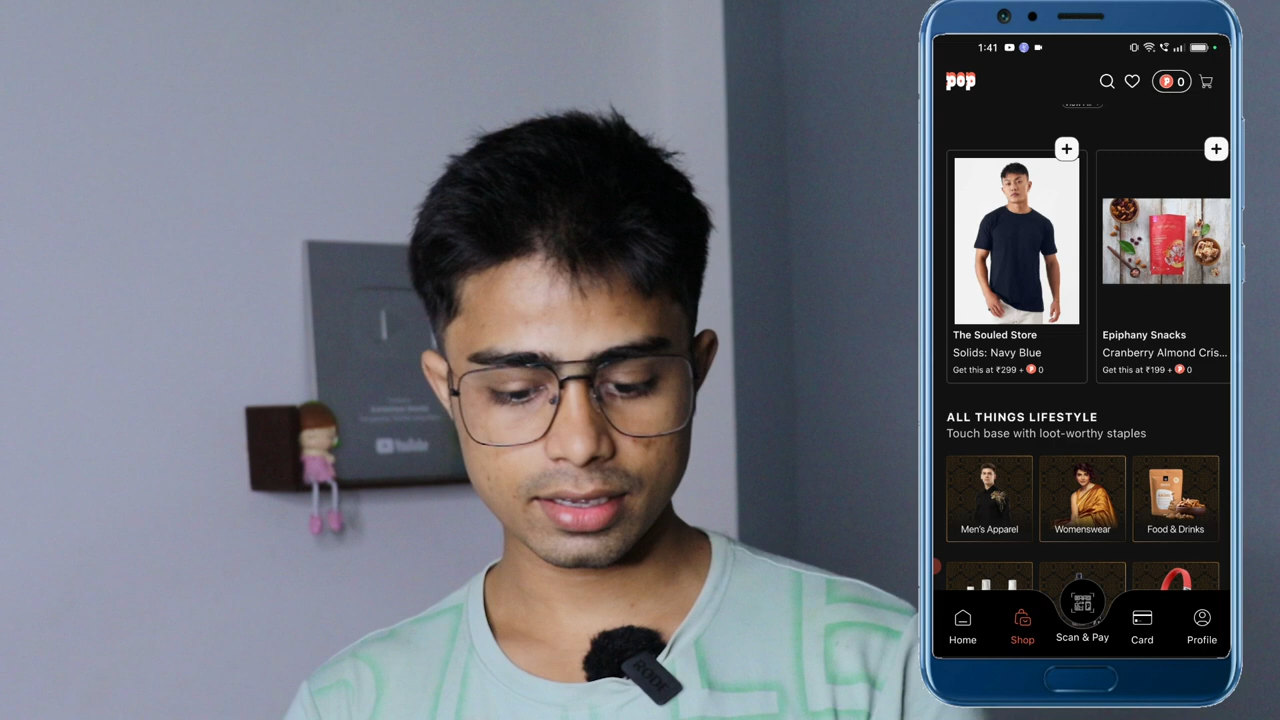 YouTube
RODE
1:41
pop
0
The Souled Store
Solids: Navy Blue
Get this at ₹299 + P 0
Epiphany Snacks
Cranberry Almond Cris...
Get this at ₹199 + P 0
ALL THINGS LIFESTYLE
Touch base with loot-worthy staples
Men's Apparel
Womenswear
Food & Drinks
Home
Shop
Scan & Pay
Card
Profile